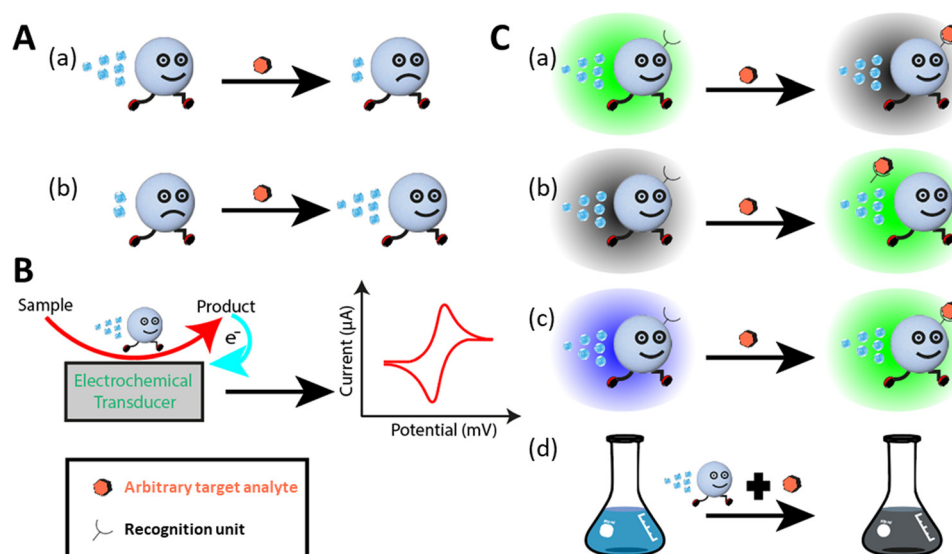 A
(a)
(b)
B
Sample
Product
e⁻
Electrochemical
Transducer
Current (µA)
Potential (mV)
Arbitrary target analyte
Recognition unit
C
(a)
(b)
(c)
(d)